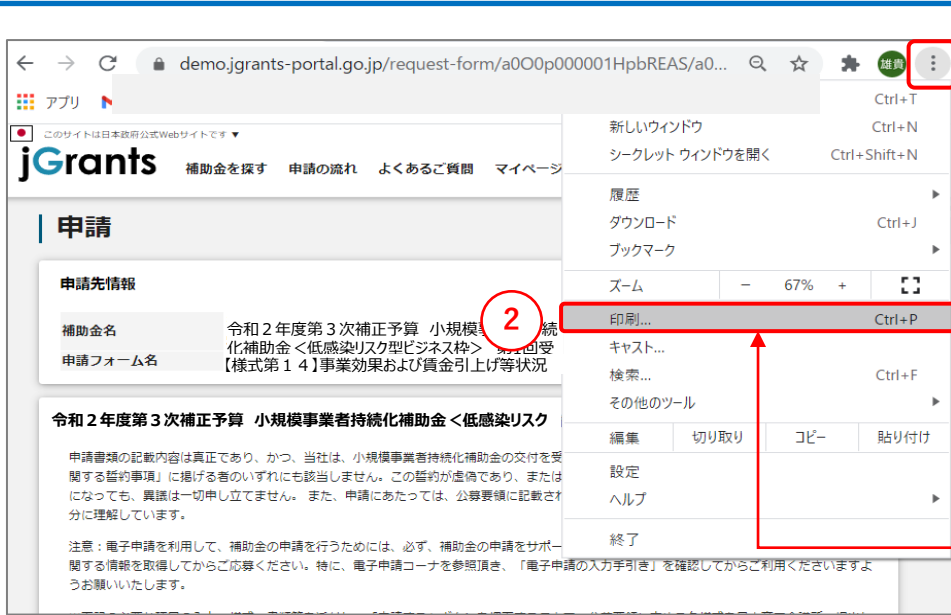 demo.jgrants-portal.go.jp/request-form/a0O0p000001HpbREAS/a0...
雄貴
アプリ
Ctrl+T
新しいウィンドウ Ctrl+N
シークレット ウィンドウを開く Ctrl+Shift+N
履歴
ダウンロード Ctrl+J
ブックマーク
ズーム − 67% +
印刷... Ctrl+P
キャスト...
検索... Ctrl+F
その他のツール
編集 切り取り コピー 貼り付け
設定
ヘルプ
終了
このサイトは日本政府公式Webサイトです ▼
jGrants 補助金を探す 申請の流れ よくあるご質問 マイページ
申請
申請先情報
2
補助金名 令和2年度第3次補正予算 小規模事 続
化補助金<低感染リスク型ビジネス枠> 第1回受
申請フォーム名 【様式第14】事業効果および賃金引上げ等状況
令和2年度第3次補正予算 小規模事業者持続化補助金<低感染リスク
申請書類の記載内容は真正であり、かつ、当社は、小規模事業者持続化補助金の交付を受
関する誓約事項」に掲げる者のいずれにも該当しません。この誓約が虚偽であり、または
になっても、異議は一切申し立てません。 また、申請にあたっては、公募要領に記載され
分に理解しています。
注意:電子申請を利用して、補助金の申請を行うためには、必ず、補助金の申請をサポー
関する情報を取得してからご応募ください。特に、電子申請コーナを参照頂き、「電子申請の入力手引き」を確認してからご利用くださいますよ
うお願いいたします。